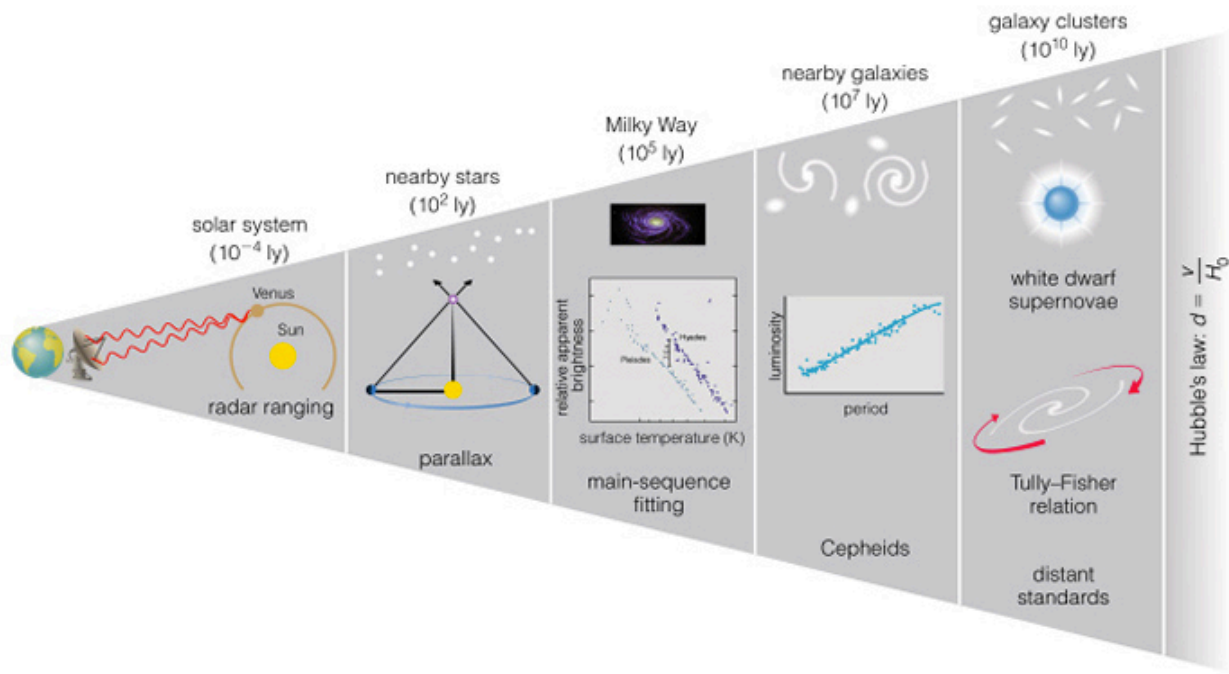 solar system
(10⁻⁴ ly)
Venus
Sun
radar ranging
nearby stars
(10² ly)
parallax
Milky Way
(10⁵ ly)
relative apparent
brightness
Hyades
Pleiades
surface temperature (K)
main-sequence
fitting
nearby galaxies
(10⁷ ly)
luminosity
period
Cepheids
galaxy clusters
(10¹⁰ ly)
white dwarf
supernovae
Tully–Fisher
relation
distant
standards
Hubble's law: d = v/H₀